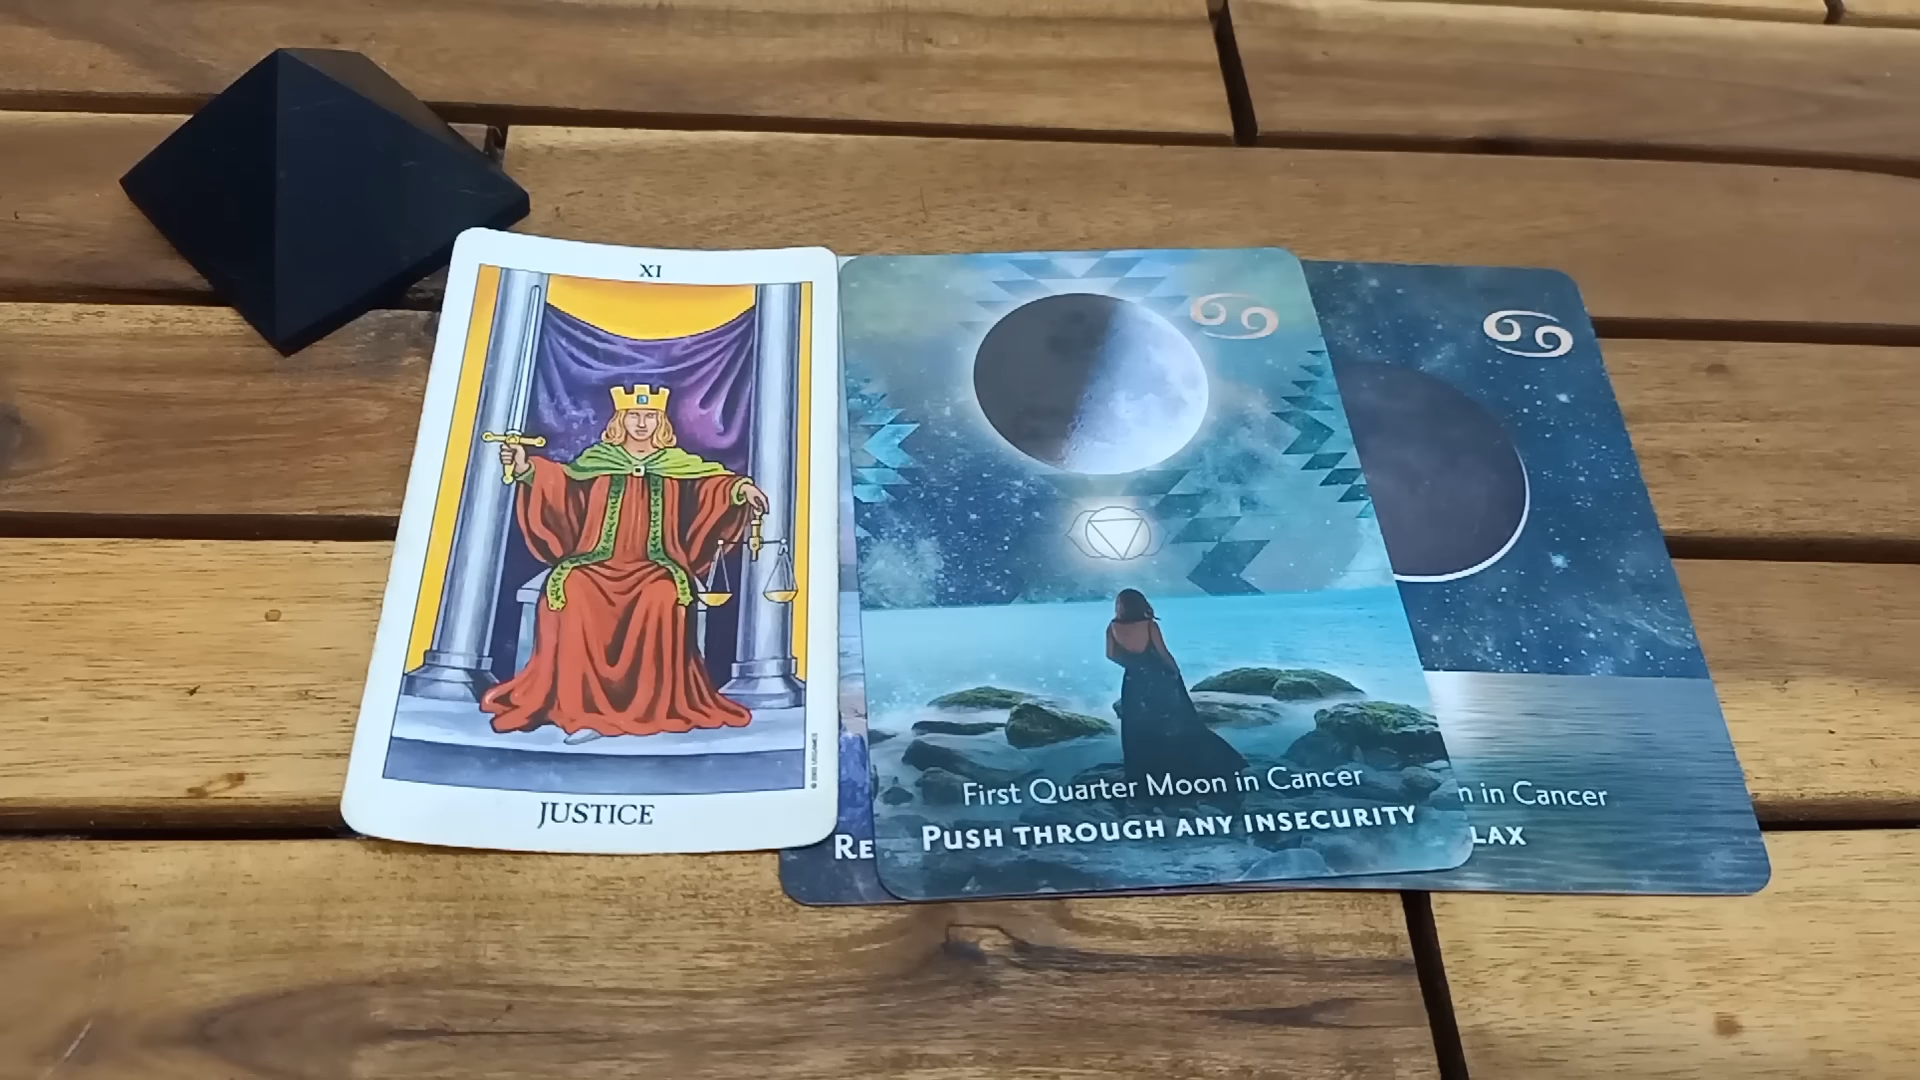 XI
JUSTICE
First Quarter Moon in Cancer
PUSH THROUGH ANY INSECURITY
RE
n in Cancer
LAX